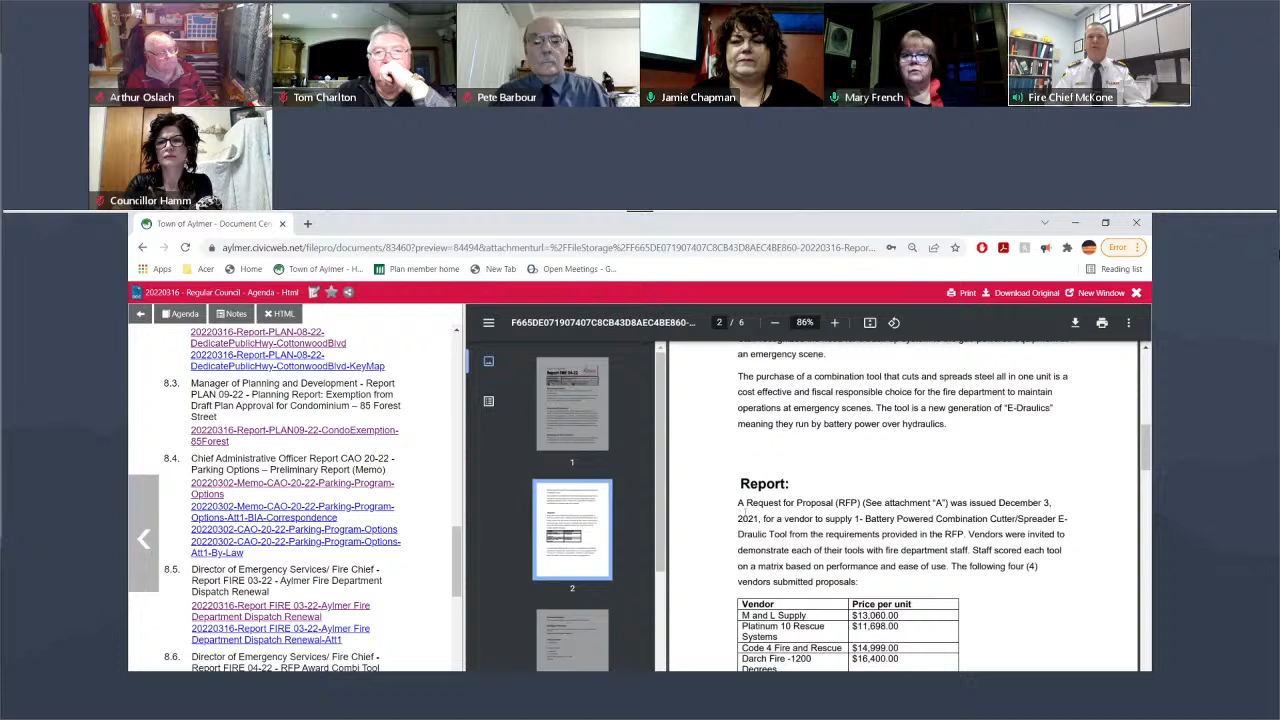 Arthur Oslach
Tom Charlton
Pete Barbour
Jamie Chapman
Mary French
Fire Chief McKone
Councillor Hamm
Town of Aylmer - Document Cen
aylmer.civicweb.net/filepro/documents/83460?preview=84494&attachmenturl=%2FFileStorage%2FF665DE071907407C8CB43D8AEC4BE860-20220316-Repor...
Error
Apps
Acer
Home
Town of Aylmer - H...
Plan member home
New Tab
Open Meetings - G...
Reading list
20220316 - Regular Council - Agenda - Html
Print
Download Original
New Window
Agenda
Notes
HTML
F665DE071907407C8CB43D8AEC4BE860-...
2 / 6
86%
20220316-Report-PLAN-08-22-
DedicatePublicHwy-CottonwoodBlvd
20220316-Report-PLAN-08-22-
DedicatePublicHwy-CottonwoodBlvd-KeyMap
8.3. Manager of Planning and Development - Report
PLAN 09-22 - Planning Report: Exemption from
Draft Plan Approval for Condominium – 85 Forest
Street
20220316-Report-PLAN09-22-CondoExemption-
85Forest
8.4. Chief Administrative Officer Report CAO 20-22 -
Parking Options – Preliminary Report (Memo)
20220302-Memo-CAO-20-22-Parking-Program-
Options
20220302-Memo-CAO-20-22-Parking-Program-
Options-Att1-BIA-Correspondence
20220302-CAO-20-22-Parking-Program-Options
20220302-CAO-20-22-Parking-Program-Options-
Att1-By-Law
8.5. Director of Emergency Services/ Fire Chief -
Report FIRE 03-22 - Aylmer Fire Department
Dispatch Renewal
20220316-Report FIRE 03-22-Aylmer Fire
Department Dispatch Renewal
20220316-Report FIRE 03-22-Aylmer Fire
Department Dispatch Renewal-Att1
8.6. Director of Emergency Services/ Fire Chief -
Report FIRE 04-22 - RFP Award Combi Tool
1
2
an emergency scene.
The purchase of a combination tool that cuts and spreads steel all in one unit is a
cost effective and fiscal responsible choice for the fire department to maintain
operations at emergency scenes. The tool is a new generation of "E-Draulics"
meaning they run by battery power over hydraulics.
Report:
A Request for Proposal (RFP) (See attachment "A") was issued December 3,
2021, for a vendor to supply 1- Battery Powered Combination Cutter/Spreader E-
Draulic Tool from the requirements provided in the RFP. Vendors were invited to
demonstrate each of their tools with fire department staff. Staff scored each tool
on a matrix based on performance and ease of use. The following four (4)
vendors submitted proposals:
Vendor Price per unit
M and L Supply $13,060.00
Platinum 10 Rescue $11,698.00
Systems
Code 4 Fire and Rescue $14,999.00
Darch Fire -1200 $16,400.00
Degrees